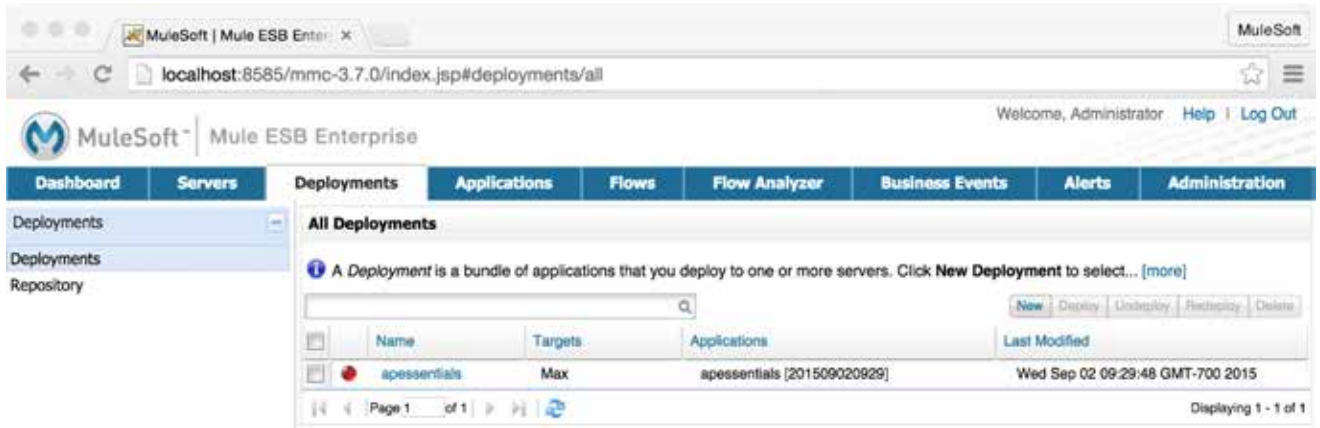 MuleSoft | Mule ESB Enter ×
MuleSoft
localhost:8585/mmc-3.7.0/index.jsp#deployments/all
MuleSoft™ | Mule ESB Enterprise
Welcome, Administrator Help | Log Out
Dashboard Servers Deployments Applications Flows Flow Analyzer Business Events Alerts Administration
Deployments
All Deployments
Deployments
Repository
A Deployment is a bundle of applications that you deploy to one or more servers. Click New Deployment to select... [more]
New Deploy Undeploy Redeploy Delete
Name Targets Applications Last Modified
apessentials Max apessentials [201509020929] Wed Sep 02 09:29:48 GMT-700 2015
Page 1 of 1
Displaying 1 - 1 of 1